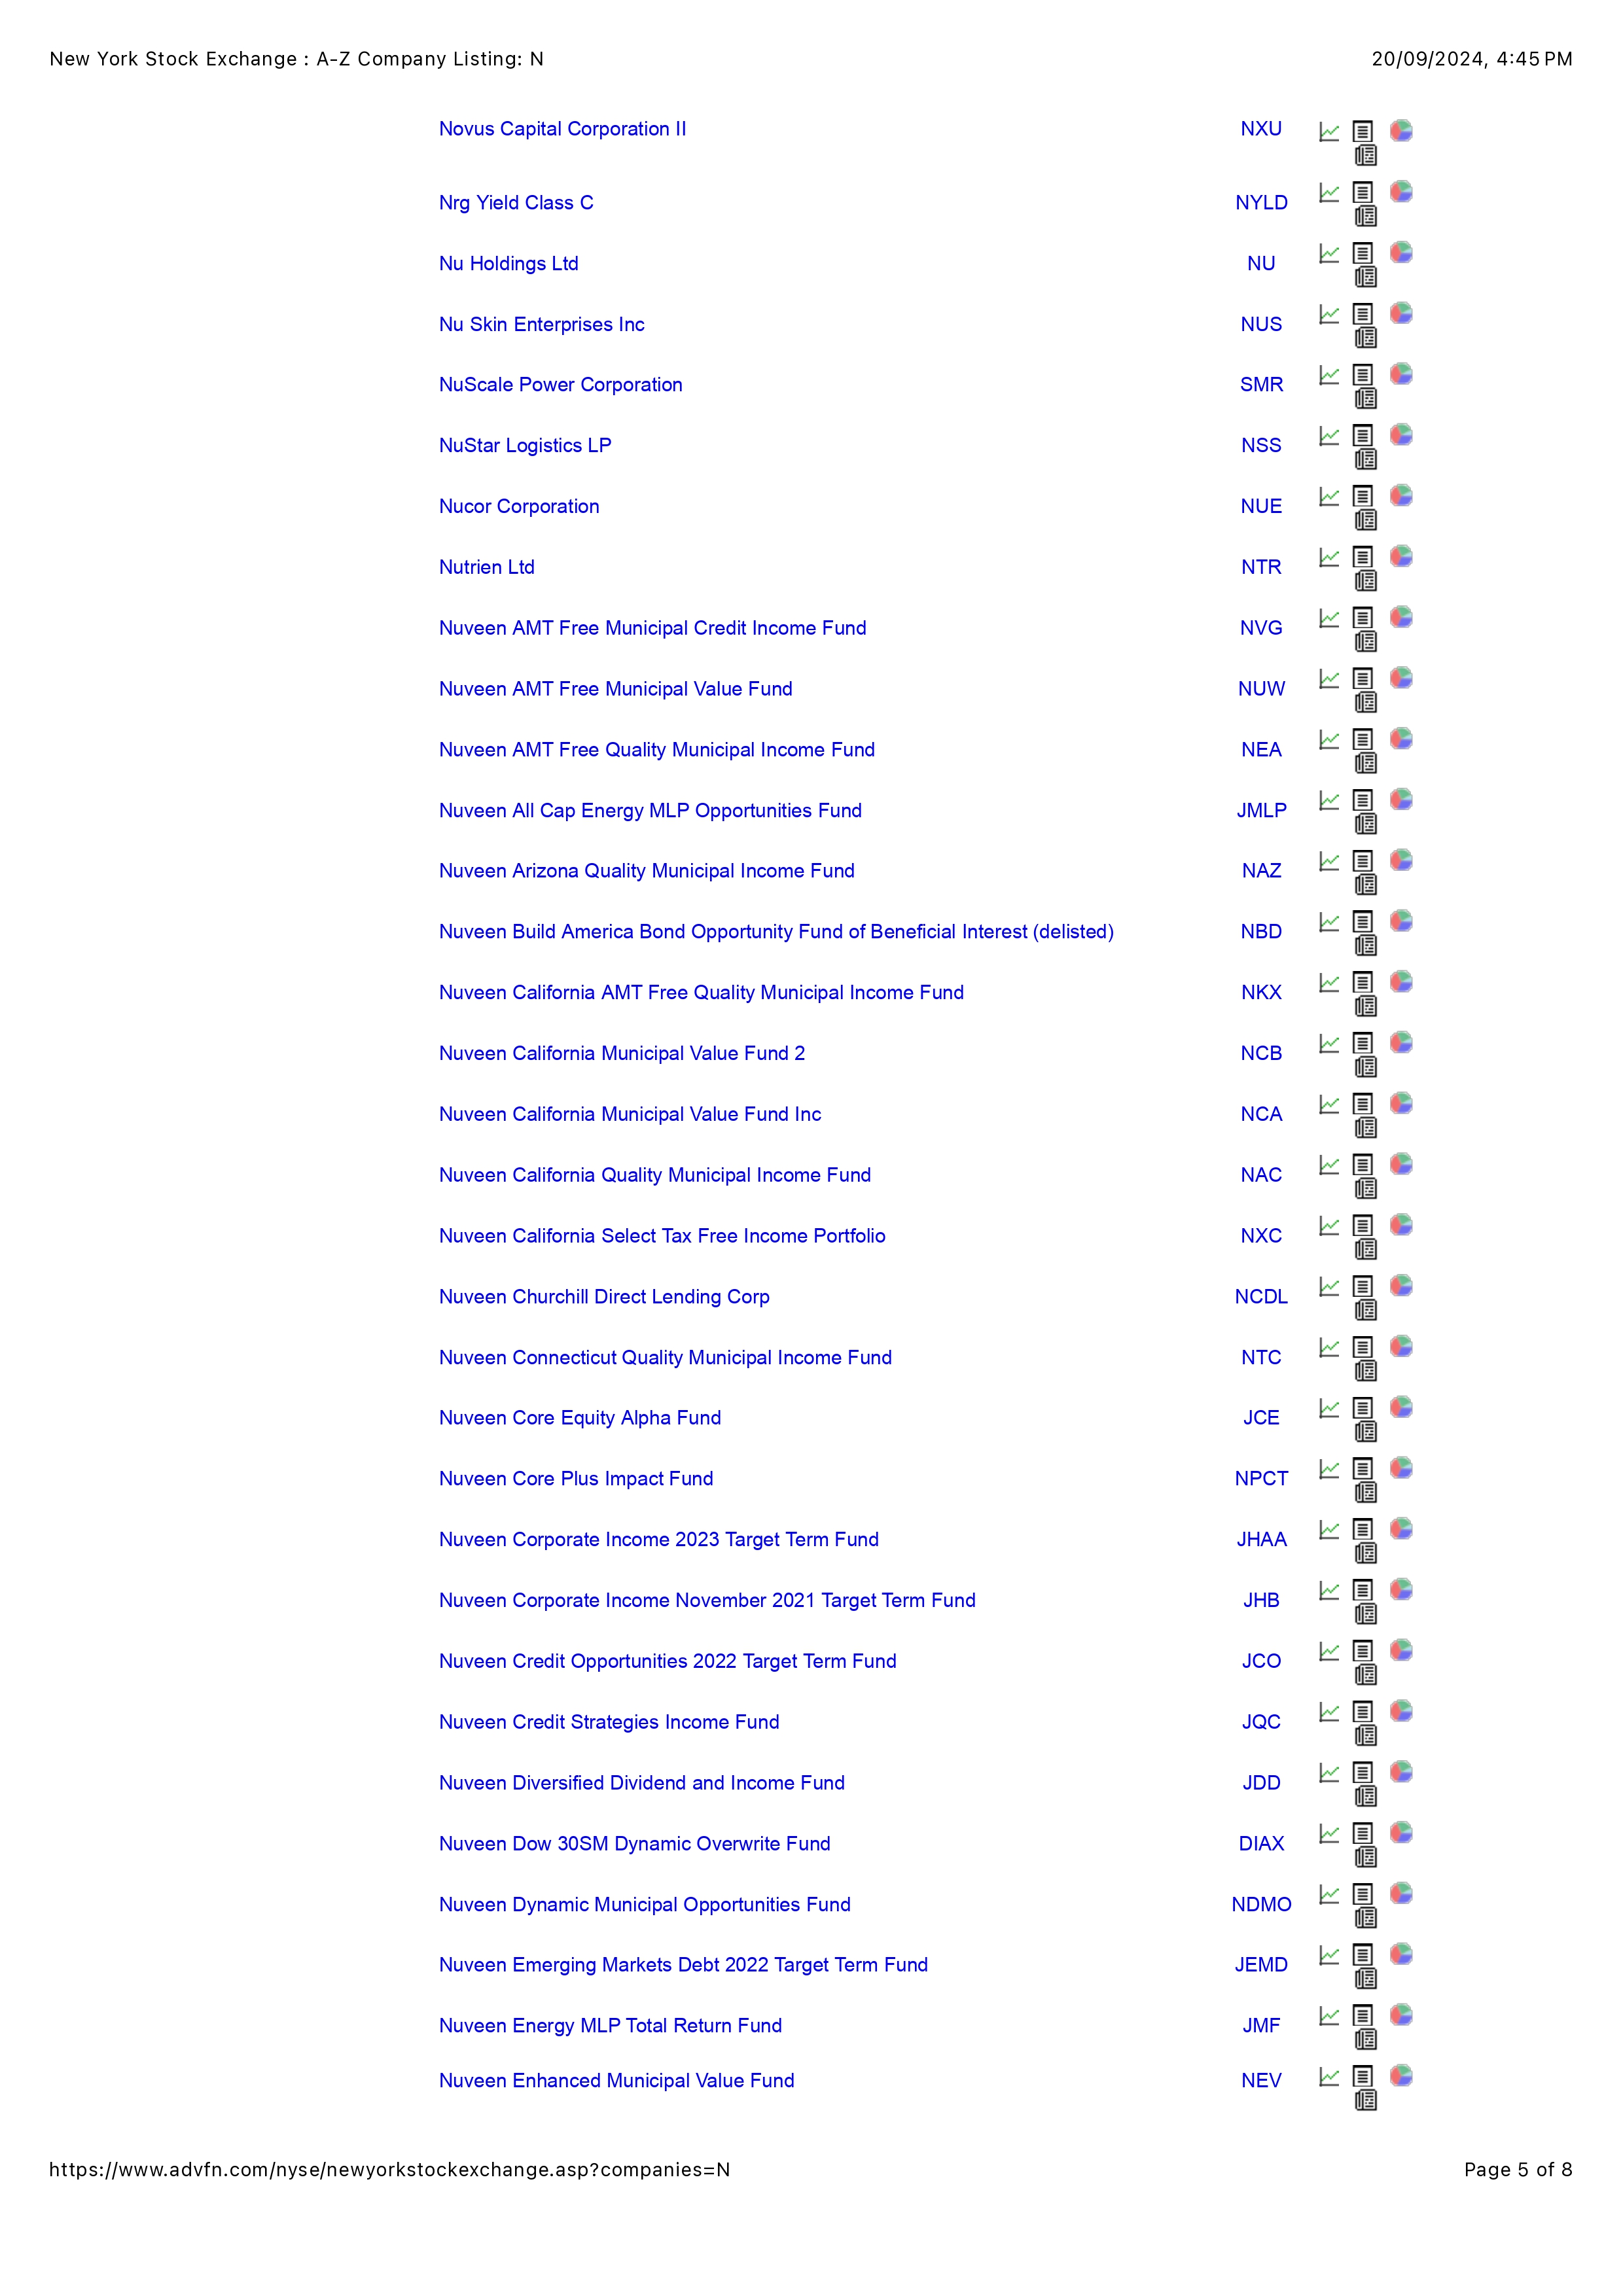 New York Stock Exchange : A-Z Company Listing: N 20/09/2024, 4:45 PM
Novus Capital Corporation II NXU
Nrg Yield Class C NYLD
Nu Holdings Ltd NU
Nu Skin Enterprises Inc NUS
NuScale Power Corporation SMR
NuStar Logistics LP NSS
Nucor Corporation NUE
Nutrien Ltd NTR
Nuveen AMT Free Municipal Credit Income Fund NVG
Nuveen AMT Free Municipal Value Fund NUW
Nuveen AMT Free Quality Municipal Income Fund NEA
Nuveen All Cap Energy MLP Opportunities Fund JMLP
Nuveen Arizona Quality Municipal Income Fund NAZ
Nuveen Build America Bond Opportunity Fund of Beneficial Interest (delisted) NBD
Nuveen California AMT Free Quality Municipal Income Fund NKX
Nuveen California Municipal Value Fund 2 NCB
Nuveen California Municipal Value Fund Inc NCA
Nuveen California Quality Municipal Income Fund NAC
Nuveen California Select Tax Free Income Portfolio NXC
Nuveen Churchill Direct Lending Corp NCDL
Nuveen Connecticut Quality Municipal Income Fund NTC
Nuveen Core Equity Alpha Fund JCE
Nuveen Core Plus Impact Fund NPCT
Nuveen Corporate Income 2023 Target Term Fund JHAA
Nuveen Corporate Income November 2021 Target Term Fund JHB
Nuveen Credit Opportunities 2022 Target Term Fund JCO
Nuveen Credit Strategies Income Fund JQC
Nuveen Diversified Dividend and Income Fund JDD
Nuveen Dow 30SM Dynamic Overwrite Fund DIAX
Nuveen Dynamic Municipal Opportunities Fund NDMO
Nuveen Emerging Markets Debt 2022 Target Term Fund JEMD
Nuveen Energy MLP Total Return Fund JMF
Nuveen Enhanced Municipal Value Fund NEV
https://www.advfn.com/nyse/newyorkstockexchange.asp?companies=N Page 5 of 8